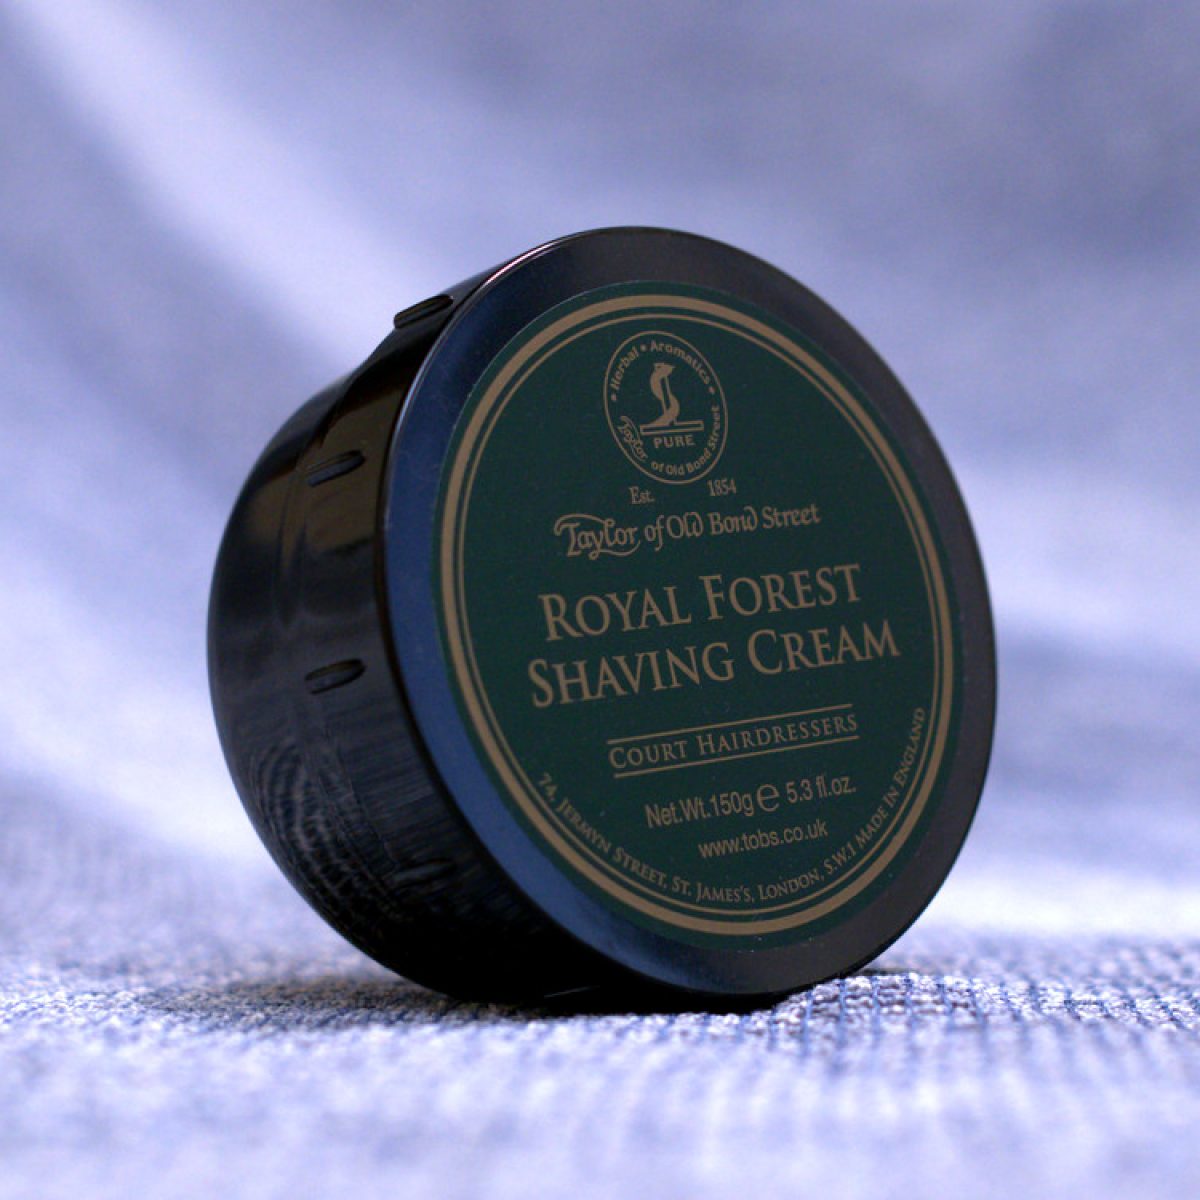 Herbal • Aromatics •
PURE
Taylor of Old Bond Street
Est. 1854
Taylor of Old Bond Street
ROYAL FOREST
SHAVING CREAM
COURT HAIRDRESSERS
Net.Wt.150g e 5.3 fl.oz.
www.tobs.co.uk
74, JERMYN STREET, ST. JAMES'S, LONDON, S.W.1 MADE IN ENGLAND